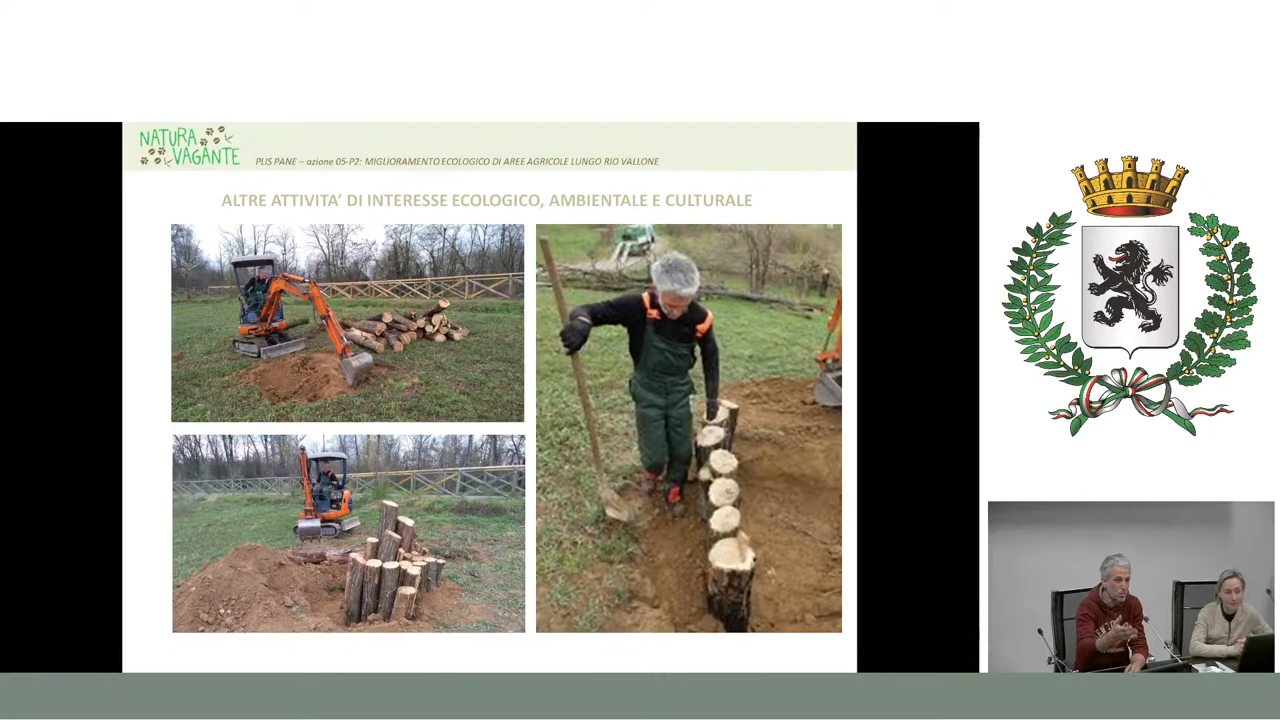 NATURA
VAGANTE
PLIS PANE – azione 05-P2: MIGLIORAMENTO ECOLOGICO DI AREE AGRICOLE LUNGO RIO VALLONE
ALTRE ATTIVITA’ DI INTERESSE ECOLOGICO, AMBIENTALE E CULTURALE